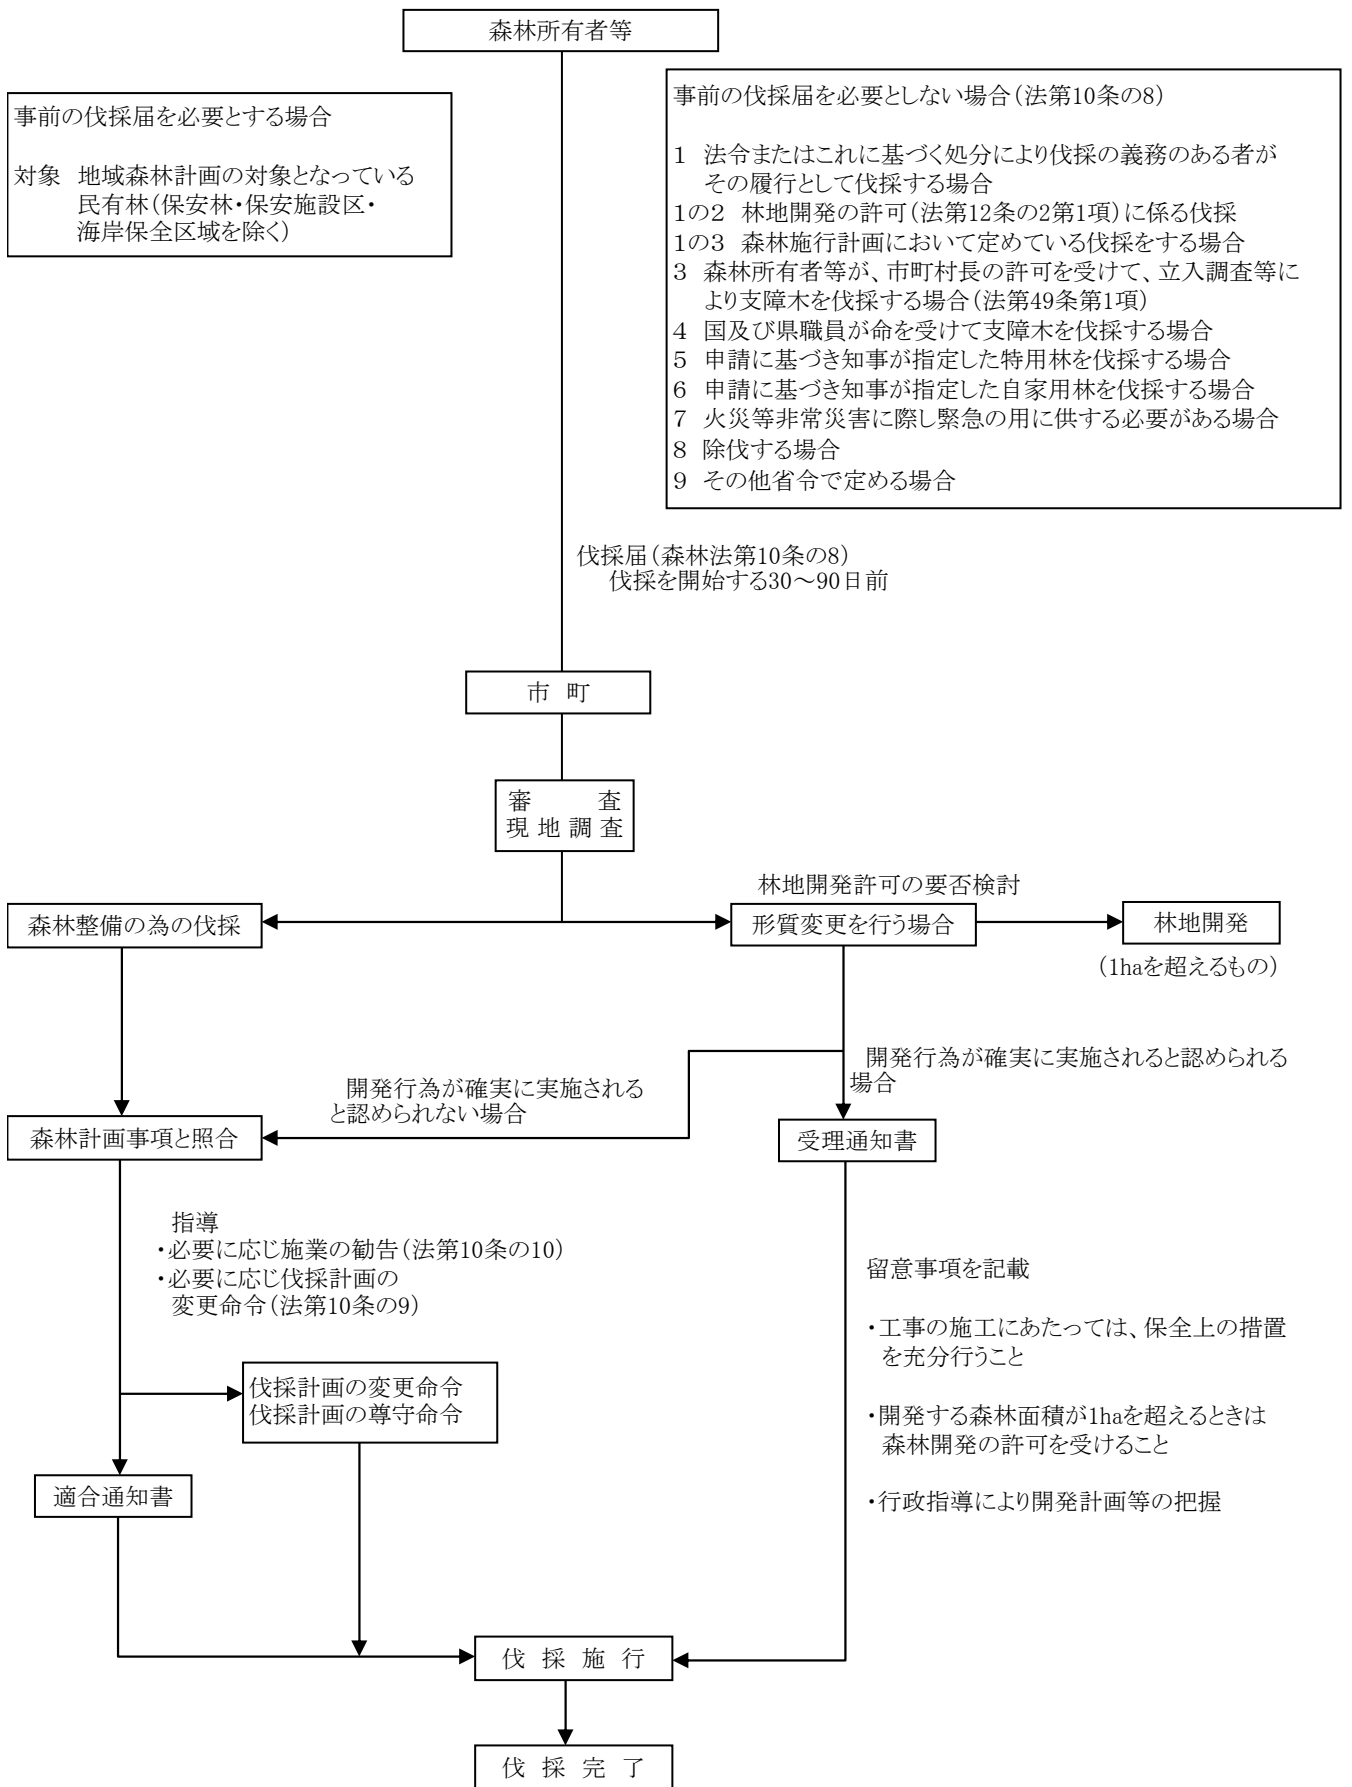 森林所有者等
事前の伐採届を必要とする場合
対象　地域森林計画の対象となっている
民有林（保安林・保安施設区・
海岸保全区域を除く）
事前の伐採届を必要としない場合（法第10条の8）
1　法令またはこれに基づく処分により伐採の義務のある者が
その履行として伐採する場合
1の2　林地開発の許可（法第12条の2第1項）に係る伐採
1の3　森林施行計画において定めている伐採をする場合
3　森林所有者等が、市町村長の許可を受けて、立入調査等に
より支障木を伐採する場合（法第49条第1項）
4　国及び県職員が命を受けて支障木を伐採する場合
5　申請に基づき知事が指定した特用林を伐採する場合
6　申請に基づき知事が指定した自家用林を伐採する場合
7　火災等非常災害に際し緊急の用に供する必要がある場合
8　除伐する場合
9　その他省令で定める場合
伐採届（森林法第10条の8）
伐採を開始する30～90日前
市　町
審　　　査
現 地 調 査
林地開発許可の要否検討
森林整備の為の伐採
形質変更を行う場合
林地開発
（1haを超えるもの）
開発行為が確実に実施されると認められる
場合
開発行為が確実に実施される
と認められない場合
森林計画事項と照合
受理通知書
指導
・必要に応じ施業の勧告（法第10条の10）
・必要に応じ伐採計画の
変更命令（法第10条の9）
留意事項を記載
・工事の施工にあたっては、保全上の措置
を充分行うこと
伐採計画の変更命令
伐採計画の尊守命令
・開発する森林面積が1haを超えるときは
森林開発の許可を受けること
適合通知書
・行政指導により開発計画等の把握
伐　採　施　行
伐　採　完　了